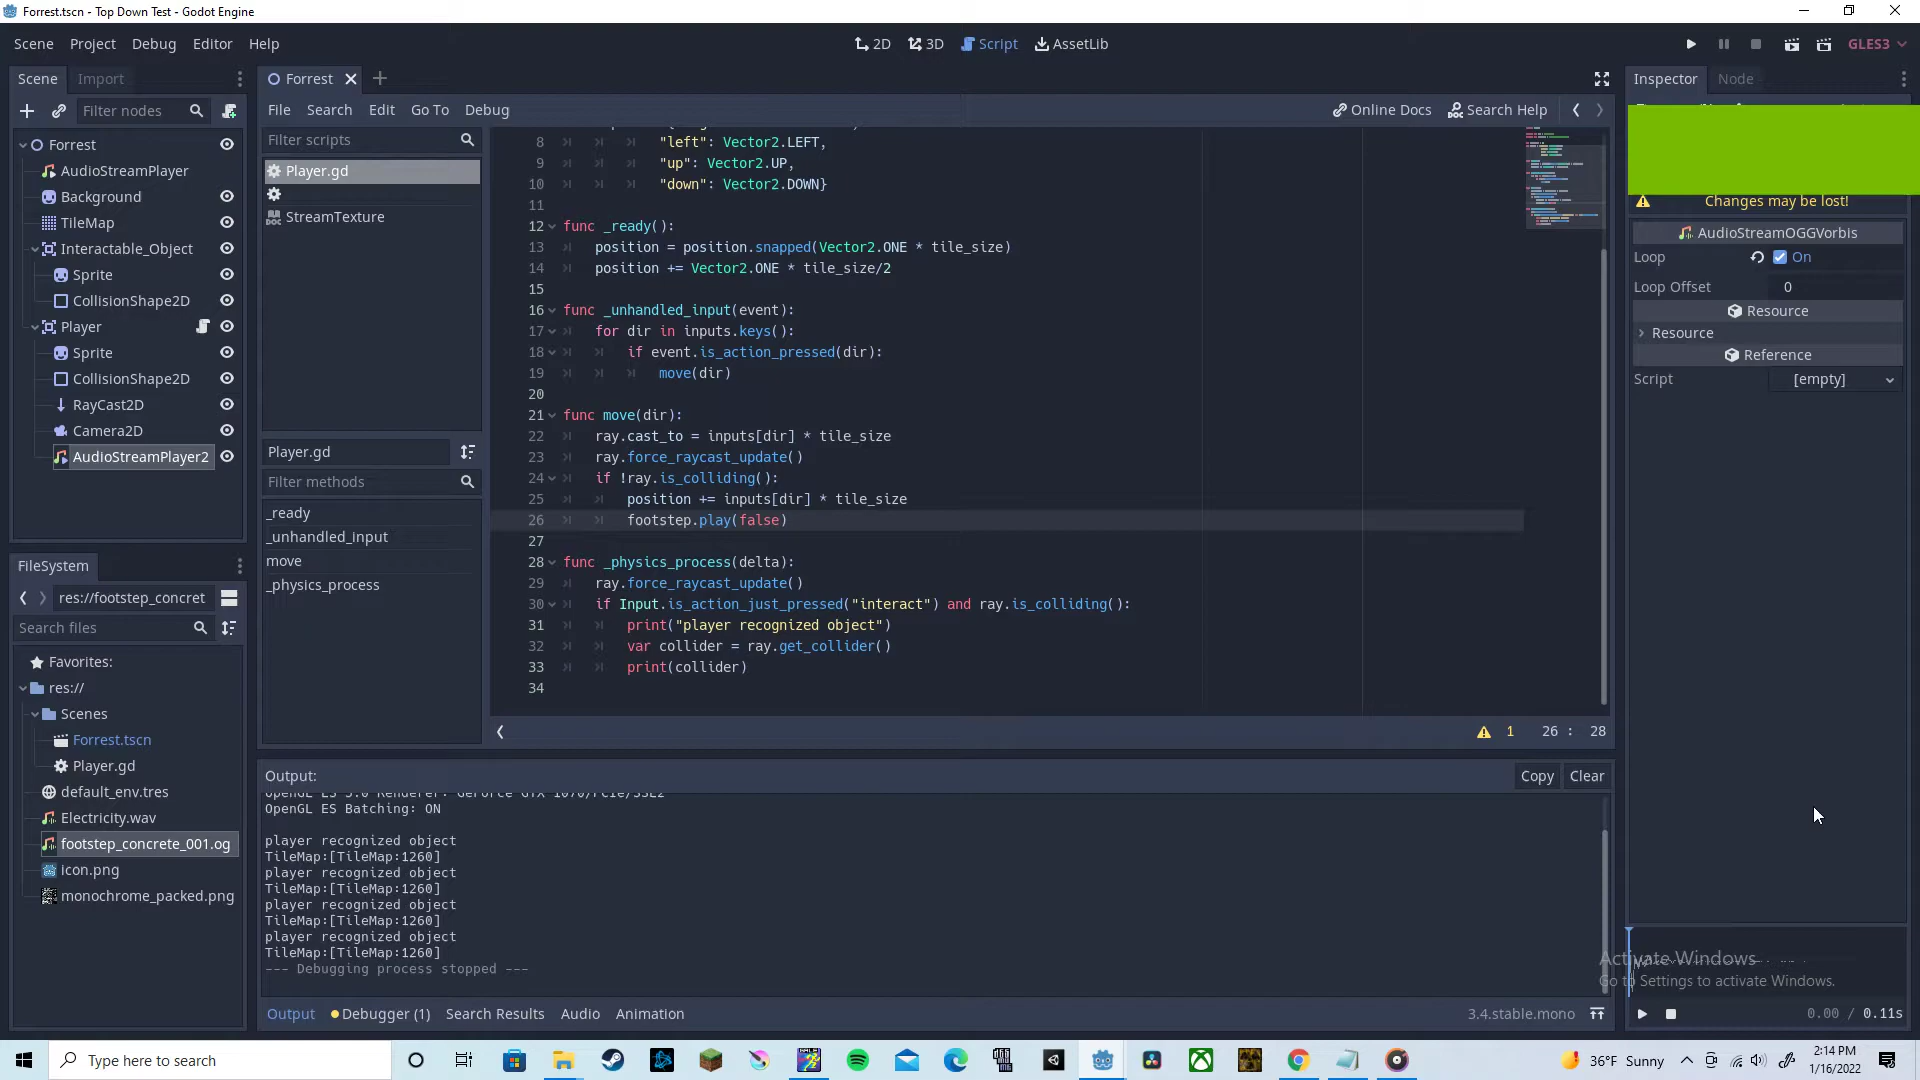 Forrest.tscn - Top Down Test - Godot Engine
Scene Project Debug Editor Help
2D 3D Script AssetLib
GLES3
Scene Import
Filter nodes
Forrest
AudioStreamPlayer
Background
TileMap
Interactable_Object
Sprite
CollisionShape2D
Player
Sprite
CollisionShape2D
RayCast2D
Camera2D
AudioStreamPlayer2
FileSystem
res://footstep_concret
Search files
Favorites:
res://
Scenes
Forrest.tscn
Player.gd
default_env.tres
Electricity.wav
footstep_concrete_001.og
icon.png
monochrome_packed.png
Forrest
File Search Edit Go To Debug
Online Docs Search Help
Filter scripts
Player.gd
StreamTexture
Player.gd
Filter methods
_ready
_unhandled_input
move
_physics_process
8 "left": Vector2.LEFT,
9 "up": Vector2.UP,
10 "down": Vector2.DOWN}
11
12 func _ready():
13 position = position.snapped(Vector2.ONE * tile_size)
14 position += Vector2.ONE * tile_size/2
15
16 func _unhandled_input(event):
17 for dir in inputs.keys():
18 if event.is_action_pressed(dir):
19 move(dir)
20
21 func move(dir):
22 ray.cast_to = inputs[dir] * tile_size
23 ray.force_raycast_update()
24 if !ray.is_colliding():
25 position += inputs[dir] * tile_size
26 footstep.play(false)
27
28 func _physics_process(delta):
29 ray.force_raycast_update()
30 if Input.is_action_just_pressed("interact") and ray.is_colliding():
31 print("player recognized object")
32 var collider = ray.get_collider()
33 print(collider)
34
1 26 : 28
Output:
Copy Clear
OpenGL ES 3.0 Renderer: GeForce GTX 1070/PCIe/SSE2
OpenGL ES Batching: ON
player recognized object
TileMap:[TileMap:1260]
player recognized object
TileMap:[TileMap:1260]
player recognized object
TileMap:[TileMap:1260]
player recognized object
TileMap:[TileMap:1260]
--- Debugging process stopped ---
Output Debugger (1) Search Results Audio Animation
3.4.stable.mono
Inspector Node
Changes may be lost!
AudioStreamOGGVorbis
Loop On
Loop Offset 0
Resource
Resource
Reference
Script [empty]
Activate Windows
Go to Settings to activate Windows.
0.00 / 0.11s
Type here to search
36°F Sunny
2:14 PM
1/16/2022